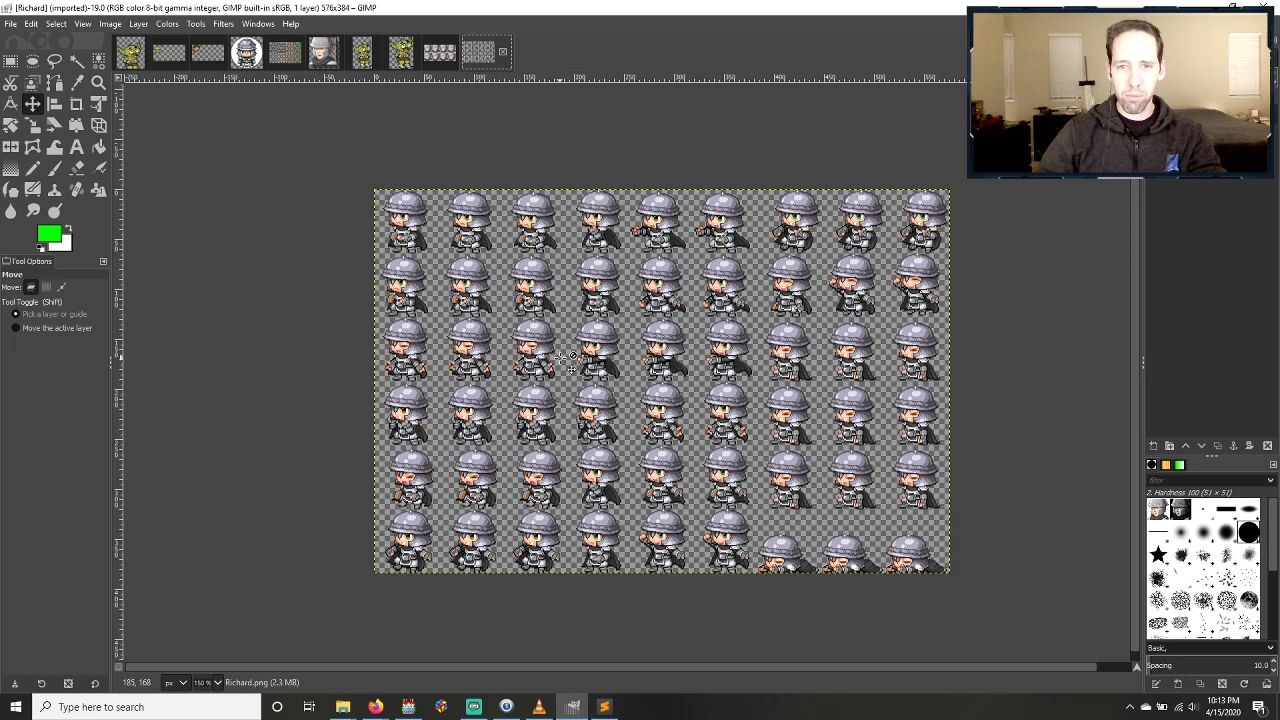 [Richard] (imported)-19.0 (RGB color 8-bit gamma integer, GIMP built-in sRGB, 1 layer) 576x384 – GIMP
File Edit Select View Image Layer Colors Tools Filters Windows Help
Tool Options
Move
Move:
Tool Toggle (Shift)
Pick a layer or guide
Move the active layer
filter
2. Hardness 100 (51 × 51)
Basic,
Spacing 10.0
185, 168 px 150 % Richard.png (2.3 MB)
Type here to search
10:13 PM
4/15/2020